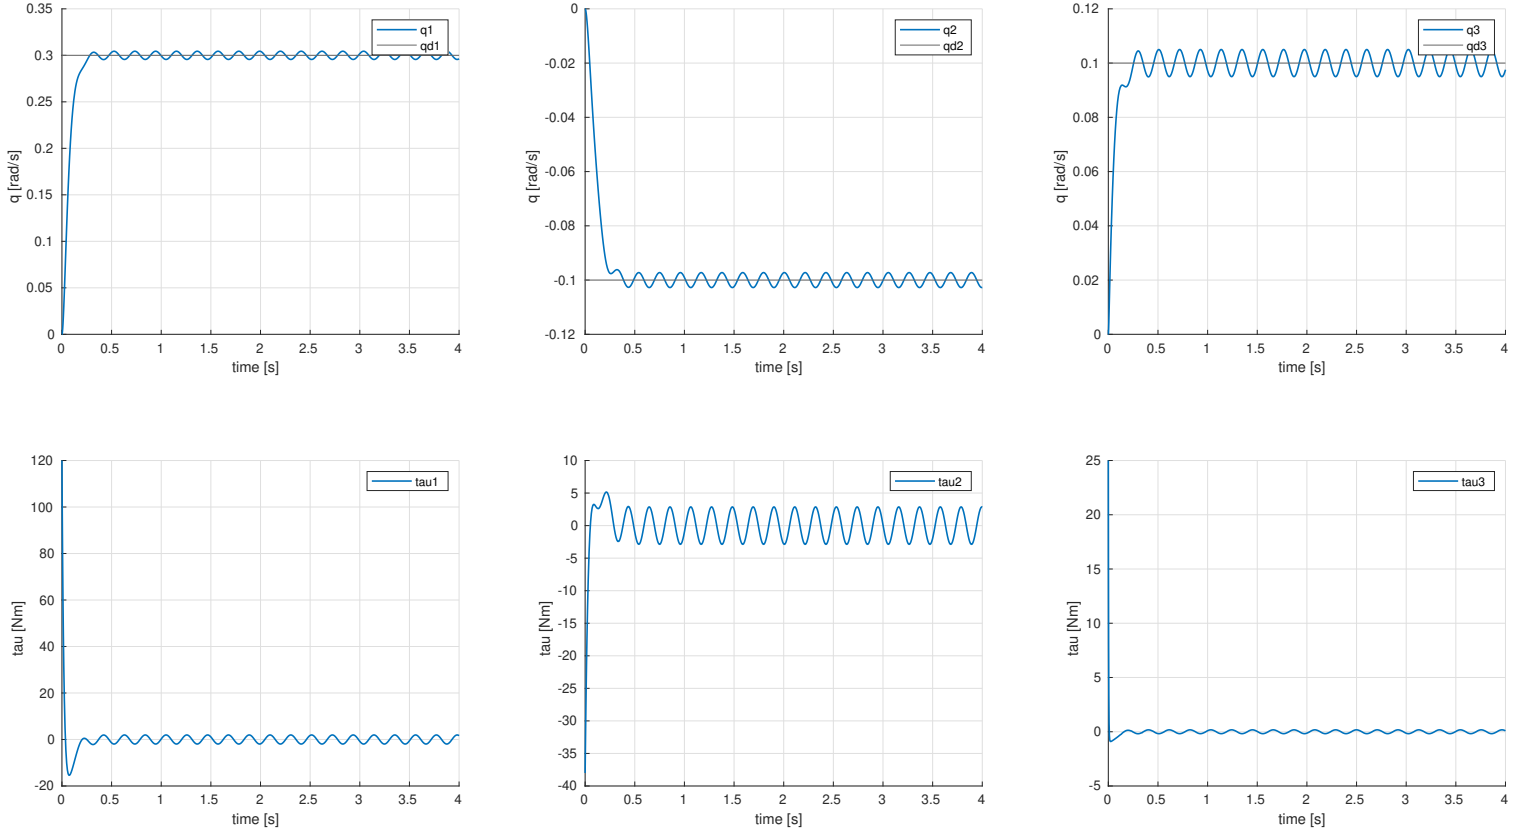 0.35
0.3
0.25
0.2
0.15
0.1
0.05
0
q [rad/s]
0 0.5 1 1.5 2 2.5 3 3.5 4
time [s]
q1
qd1
0
-0.02
-0.04
-0.06
-0.08
-0.1
-0.12
q [rad/s]
0 0.5 1 1.5 2 2.5 3 3.5 4
time [s]
q2
qd2
0.12
0.1
0.08
0.06
0.04
0.02
0
q [rad/s]
0 0.5 1 1.5 2 2.5 3 3.5 4
time [s]
q3
qd3
120
100
80
60
40
20
0
-20
tau [Nm]
0 0.5 1 1.5 2 2.5 3 3.5 4
time [s]
tau1
10
5
0
-5
-10
-15
-20
-25
-30
-35
-40
tau [Nm]
0 0.5 1 1.5 2 2.5 3 3.5 4
time [s]
tau2
25
20
15
10
5
0
-5
tau [Nm]
0 0.5 1 1.5 2 2.5 3 3.5 4
time [s]
tau3